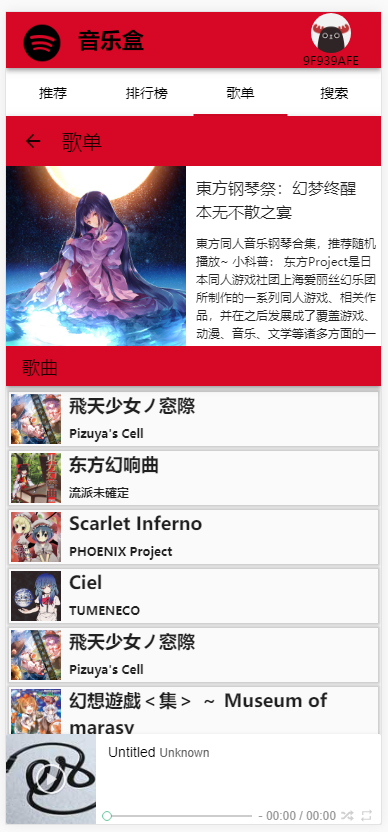 音乐盒
9F939AFE
推荐 排行榜 歌单 搜索
歌单
東方钢琴祭：幻梦终醒
本无不散之宴
東方同人音乐钢琴合集，推荐随机
播放~ 小科普： 东方Project是日
本同人游戏社团上海爱丽丝幻乐团
所制作的一系列同人游戏、相关作
品，并在之后发展成了覆盖游戏、
动漫、音乐、文学等诸多方面的一
歌曲
飛天少女ノ窓際
Pizuya's Cell
东方幻响曲
流派未確定
Scarlet Inferno
PHOENIX Project
Ciel
TUMENECO
飛天少女ノ窓際
Pizuya's Cell
幻想遊戯＜集＞ ～ Museum of
marasy
Untitled Unknown
- 00:00 / 00:00